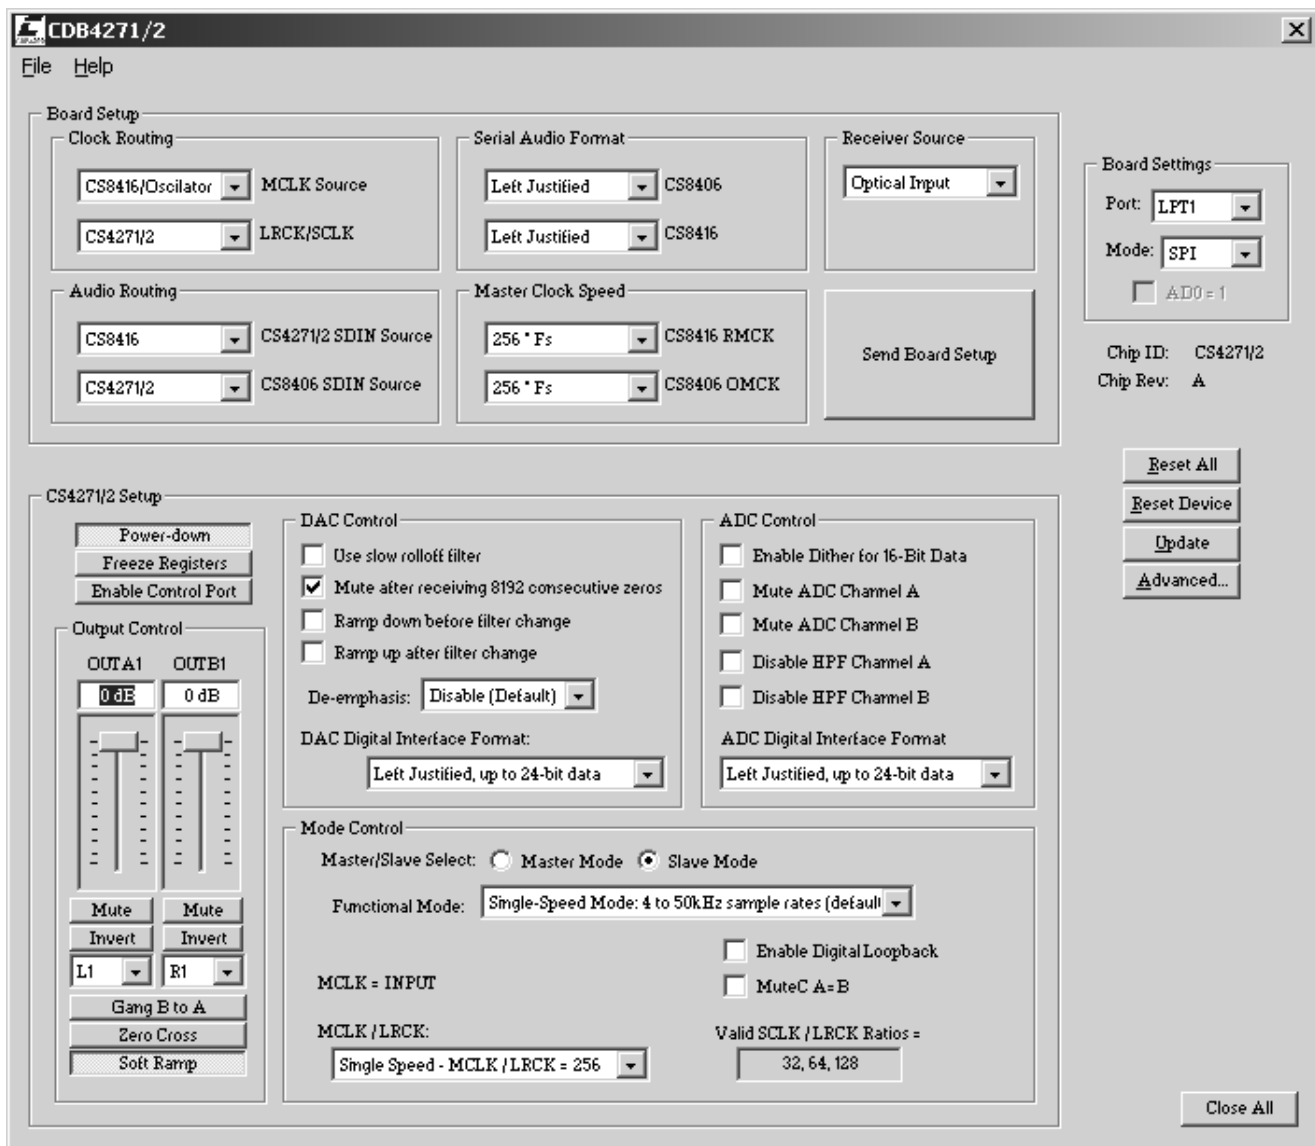 CDB4271/2
File Help
Board Setup
Clock Routing
CS8416/Oscilator MCLK Source
CS4271/2 LRCK/SCLK
Serial Audio Format
Left Justified CS8406
Left Justified CS8416
Receiver Source
Optical Input
Audio Routing
CS8416 CS4271/2 SDIN Source
CS4271/2 CS8406 SDIN Source
Master Clock Speed
256 * Fs CS8416 RMCK
256 * Fs CS8406 OMCK
Send Board Setup
Board Settings
Port: LPT1
Mode: SPI
AD0 = 1
Chip ID: CS4271/2
Chip Rev: A
Reset All
Reset Device
Update
Advanced...
CS4271/2 Setup
Power-down
Freeze Registers
Enable Control Port
Output Control
OUTA1 OUTB1
0 dB 0 dB
Mute Mute
Invert Invert
L1 R1
Gang B to A
Zero Cross
Soft Ramp
DAC Control
Use slow rolloff filter
Mute after receiving 8192 consecutive zeros
Ramp down before filter change
Ramp up after filter change
De-emphasis: Disable (Default)
DAC Digital Interface Format:
Left Justified, up to 24-bit data
ADC Control
Enable Dither for 16-Bit Data
Mute ADC Channel A
Mute ADC Channel B
Disable HPF Channel A
Disable HPF Channel B
ADC Digital Interface Format
Left Justified, up to 24-bit data
Mode Control
Master/Slave Select: Master Mode Slave Mode
Functional Mode: Single-Speed Mode: 4 to 50kHz sample rates (default
Enable Digital Loopback
MCLK = INPUT MuteC A=B
MCLK / LRCK: Valid SCLK / LRCK Ratios =
Single Speed - MCLK / LRCK = 256 32, 64, 128
Close All